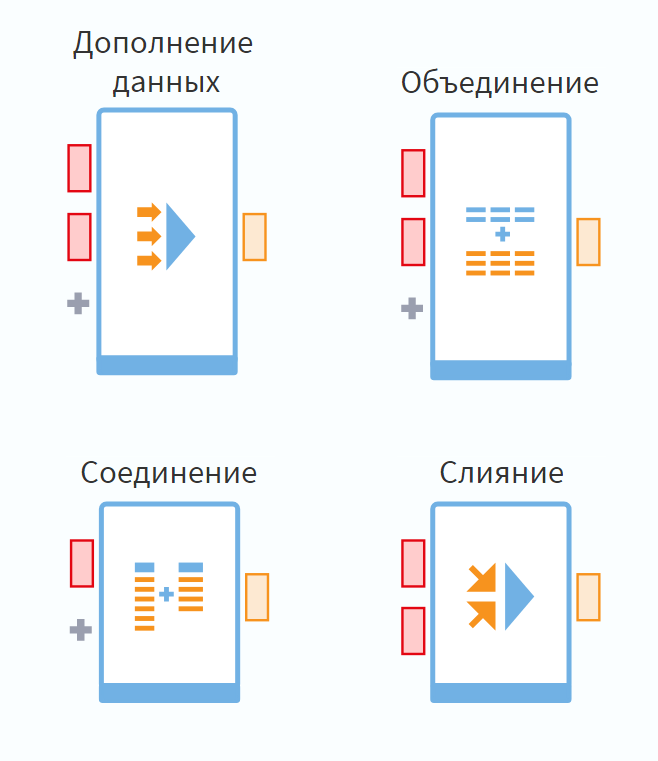 Дополнение
данных
Объединение
Соединение
Слияние